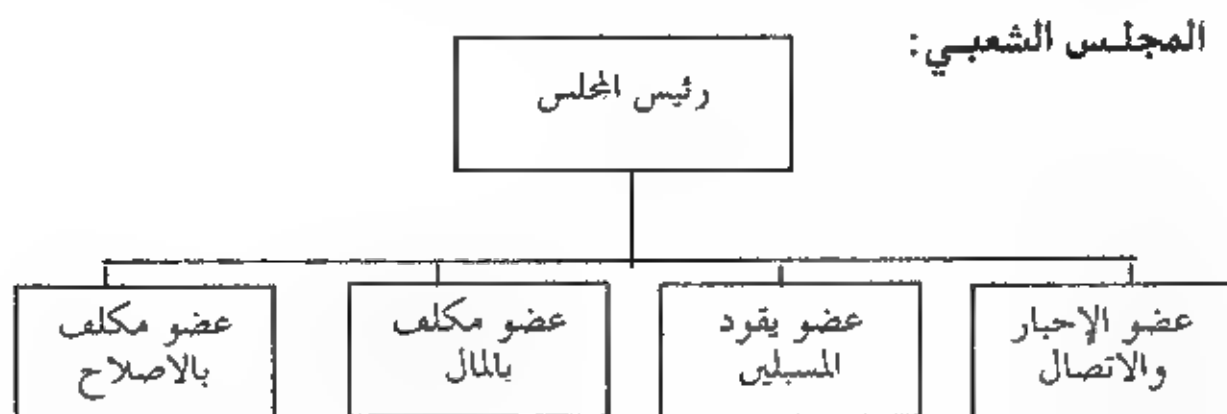 المجلس الشعبي:
رئيس المجلس
عضو الإخبار
والاتصال
عضو يقود
المسبلين
عضو مكلف
بالمال
عضو مكلف
بالاصلاح